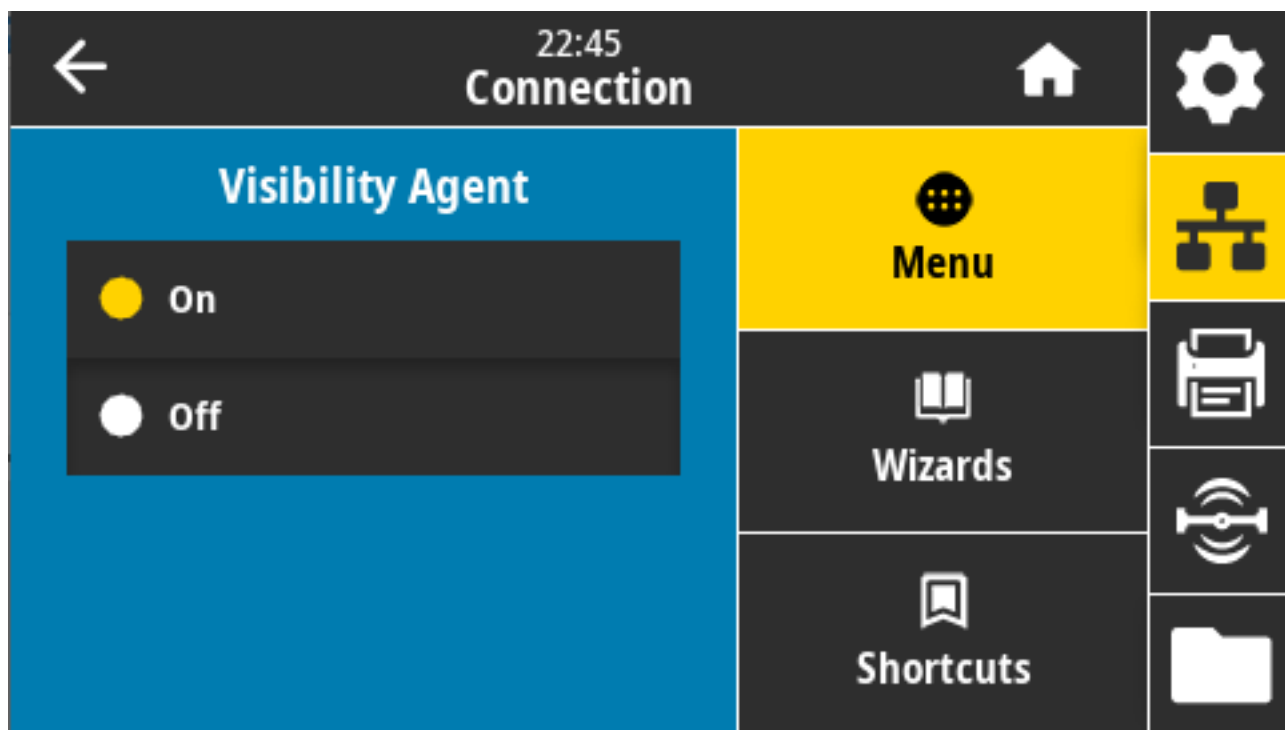 22:45
Connection
Visibility Agent
On
Off
Menu
Wizards
Shortcuts